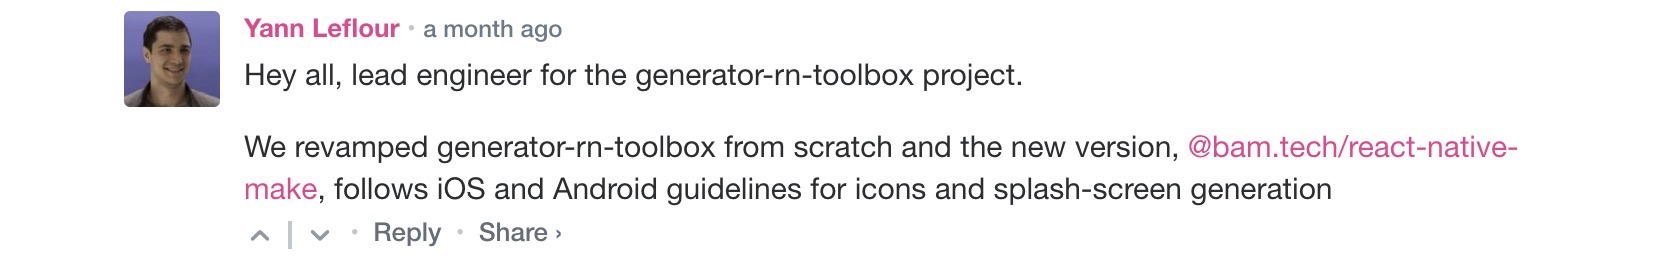 Yann Leflour • a month ago
Hey all, lead engineer for the generator-rn-toolbox project.
We revamped generator-rn-toolbox from scratch and the new version, @bam.tech/react-native-
make, follows iOS and Android guidelines for icons and splash-screen generation
• Reply • Share ›